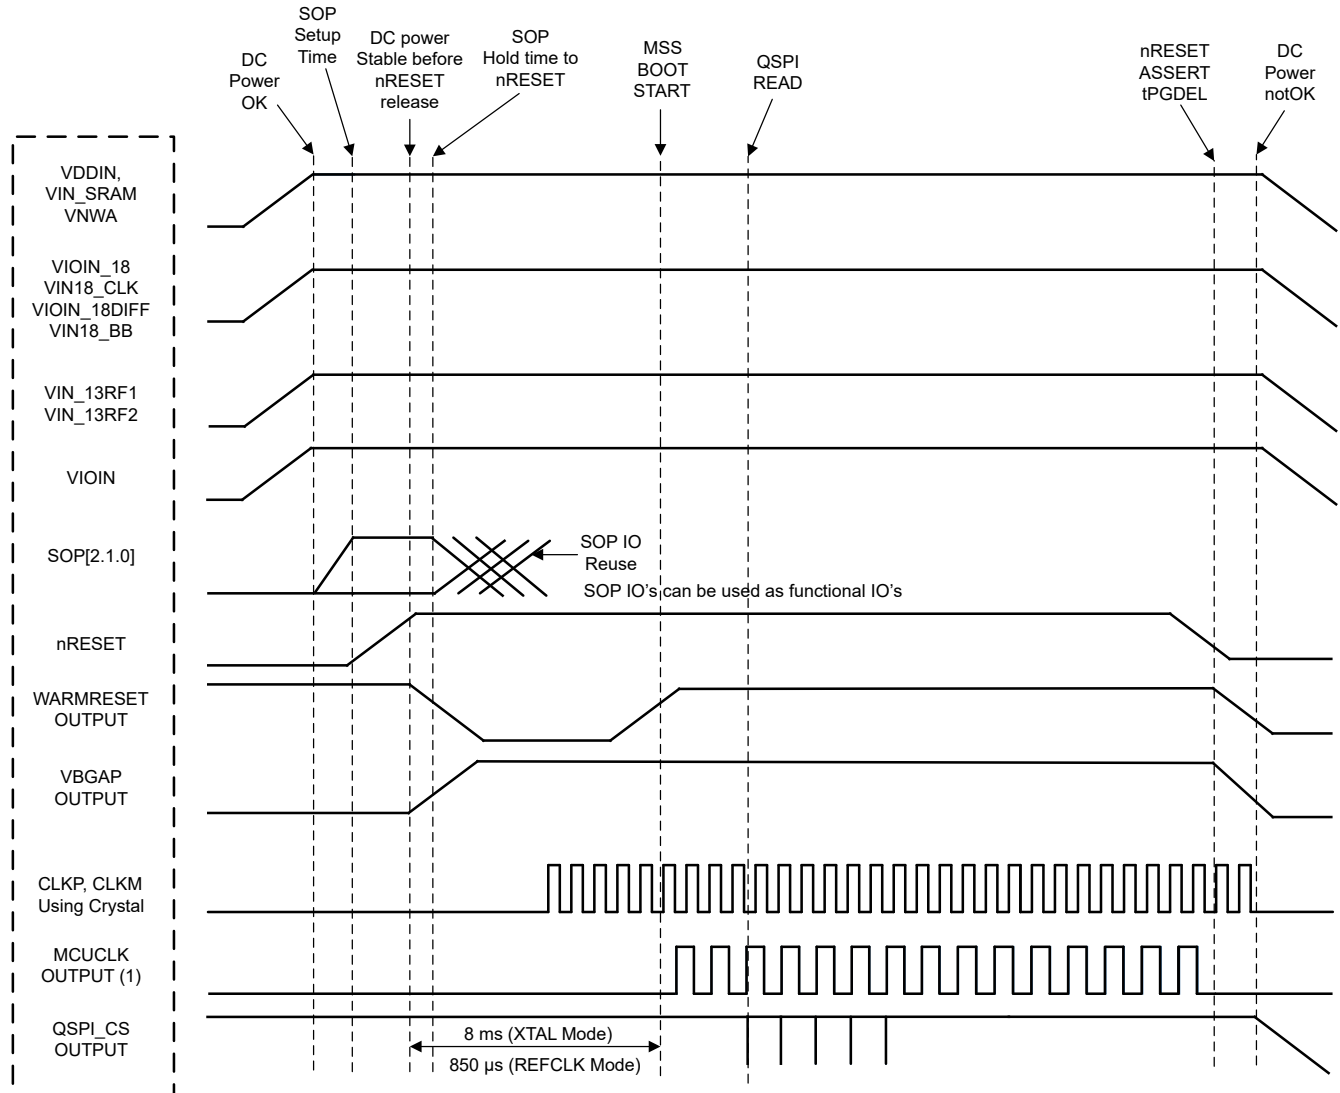 SOP
Setup
Time
DC
Power
OK
DC power
Stable before
nRESET
release
SOP
Hold time to
nRESET
MSS
BOOT
START
QSPI
READ
nRESET
ASSERT
tPGDEL
DC
Power
notOK
VDDIN,
VIN_SRAM
VNWA
VIOIN_18
VIN18_CLK
VIOIN_18DIFF
VIN18_BB
VIN_13RF1
VIN_13RF2
VIOIN
SOP[2.1.0]
SOP IO
Reuse
SOP IO's can be used as functional IO's
nRESET
WARMRESET
OUTPUT
VBGAP
OUTPUT
CLKP, CLKM
Using Crystal
MCUCLK
OUTPUT (1)
QSPI_CS
OUTPUT
8 ms (XTAL Mode)
850 µs (REFCLK Mode)